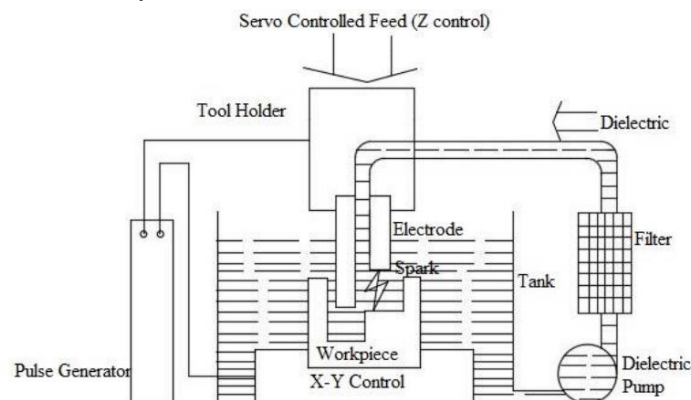 Servo Controlled Feed (Z control)
Tool Holder
Dielectric
Electrode
Filter
Spark
Tank
Workpiece
Pulse Generator
X-Y Control
Dielectric
Pump